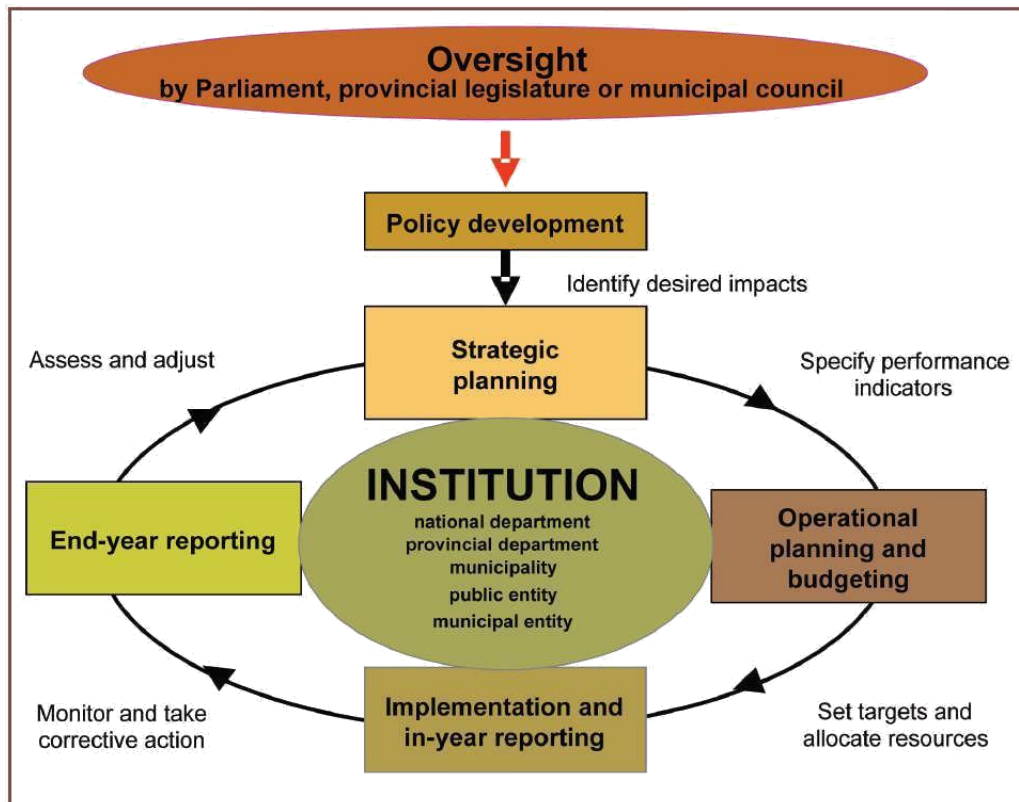 Oversight
by Parliament, provincial legislature or municipal council
Policy development
Identify desired impacts
Strategic
planning
Assess and adjust
Specify performance
indicators
INSTITUTION
national department
provincial department
municipality
public entity
municipal entity
End-year reporting
Operational
planning and
budgeting
Implementation and
in-year reporting
Monitor and take
corrective action
Set targets and
allocate resources